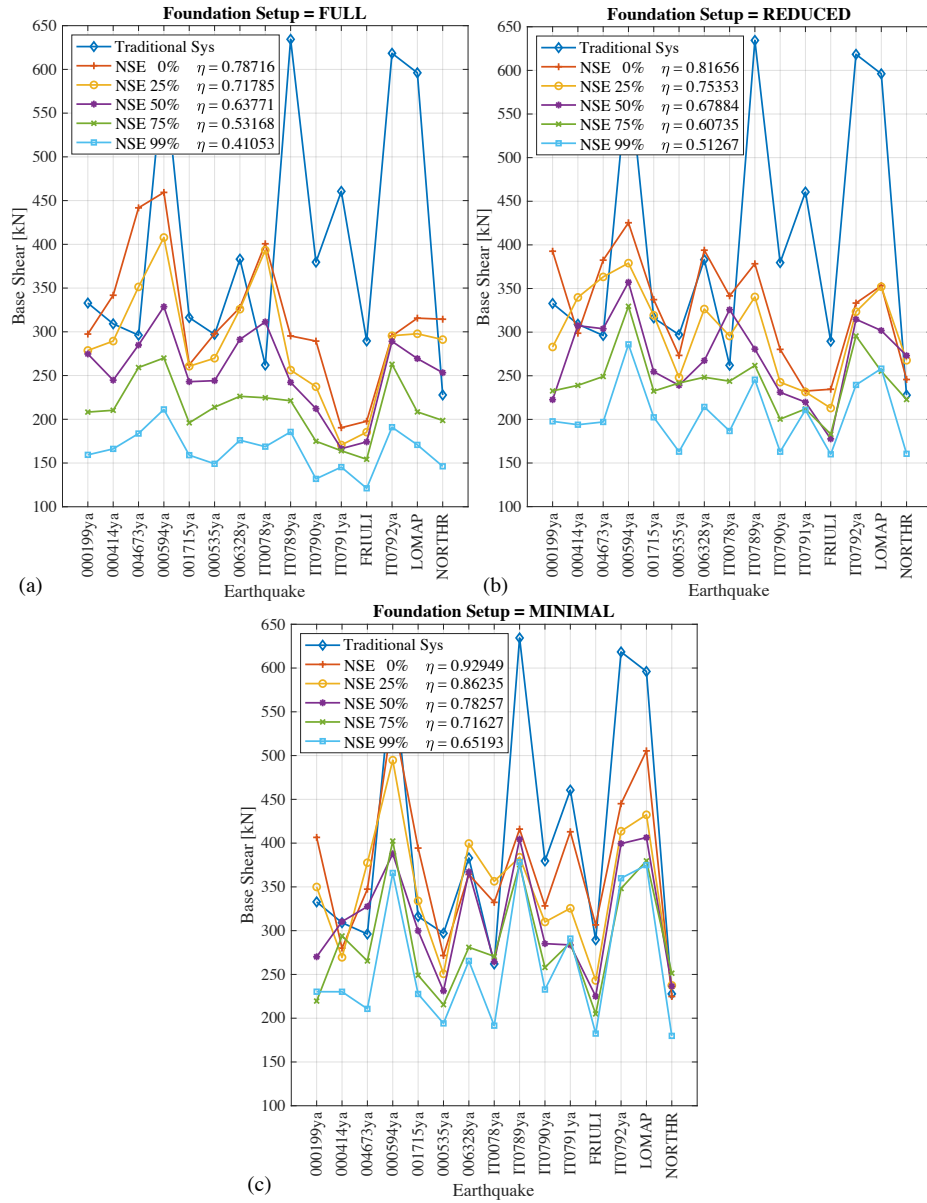 Foundation Setup = FULL
650
600
550
500
450
400
350
300
250
200
150
100
Base Shear [kN]
Traditional Sys
NSE 0% η = 0.78716
NSE 25% η = 0.71785
NSE 50% η = 0.63771
NSE 75% η = 0.53168
NSE 99% η = 0.41053
000199ya
000414ya
004673ya
000594ya
001715ya
000535ya
006328ya
IT0078ya
IT0789ya
IT0790ya
IT0791ya
FRIULI
IT0792ya
LOMAP
NORTHR
Earthquake
(a)
Foundation Setup = REDUCED
650
600
550
500
450
400
350
300
250
200
150
100
Base Shear [kN]
Traditional Sys
NSE 0% η = 0.81656
NSE 25% η = 0.75353
NSE 50% η = 0.67884
NSE 75% η = 0.60735
NSE 99% η = 0.51267
000199ya
000414ya
004673ya
000594ya
001715ya
000535ya
006328ya
IT0078ya
IT0789ya
IT0790ya
IT0791ya
FRIULI
IT0792ya
LOMAP
NORTHR
Earthquake
(b)
Foundation Setup = MINIMAL
650
600
550
500
450
400
350
300
250
200
150
100
Base Shear [kN]
Traditional Sys
NSE 0% η = 0.92949
NSE 25% η = 0.86235
NSE 50% η = 0.78257
NSE 75% η = 0.71627
NSE 99% η = 0.65193
000199ya
000414ya
004673ya
000594ya
001715ya
000535ya
006328ya
IT0078ya
IT0789ya
IT0790ya
IT0791ya
FRIULI
IT0792ya
LOMAP
NORTHR
Earthquake
(c)